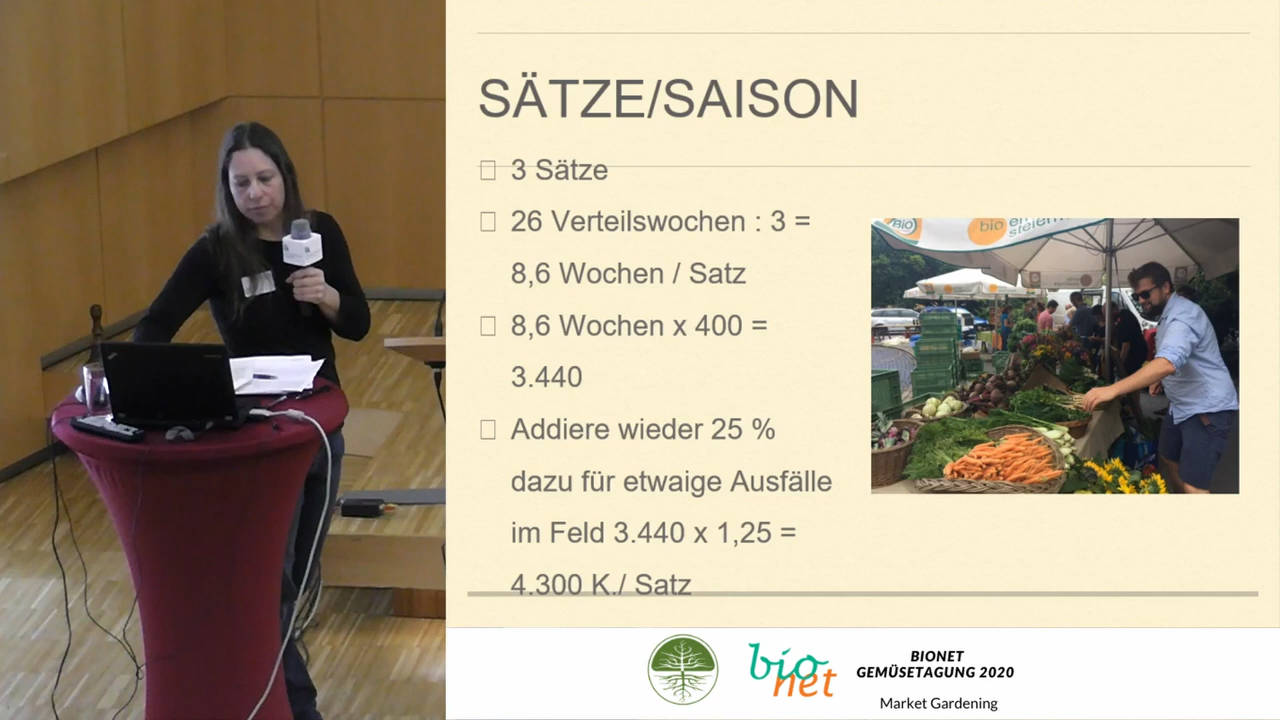 SÄTZE/SAISON
3 Sätze
26 Verteilswochen : 3 =
8,6 Wochen / Satz
8,6 Wochen x 400 =
3.440
Addiere wieder 25 %
dazu für etwaige Ausfälle
im Feld 3.440 x 1,25 =
4.300 K./ Satz
BIO
bio
steier
bio
net
BIONET
GEMÜSETAGUNG 2020
Market Gardening